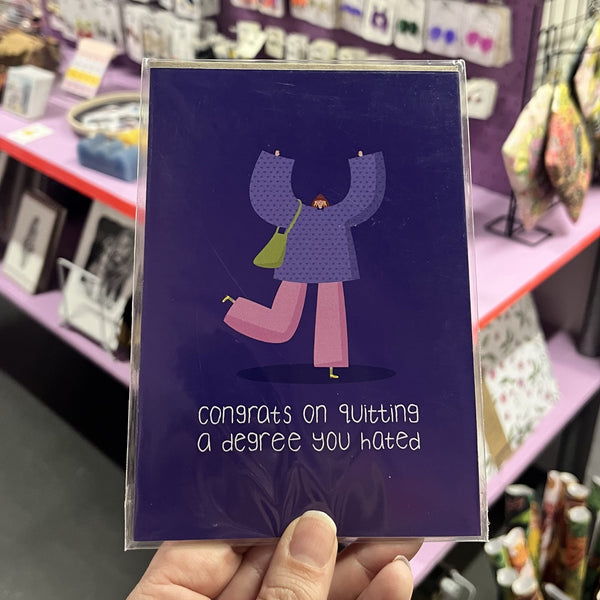 congrats on quitting
a degree you hated